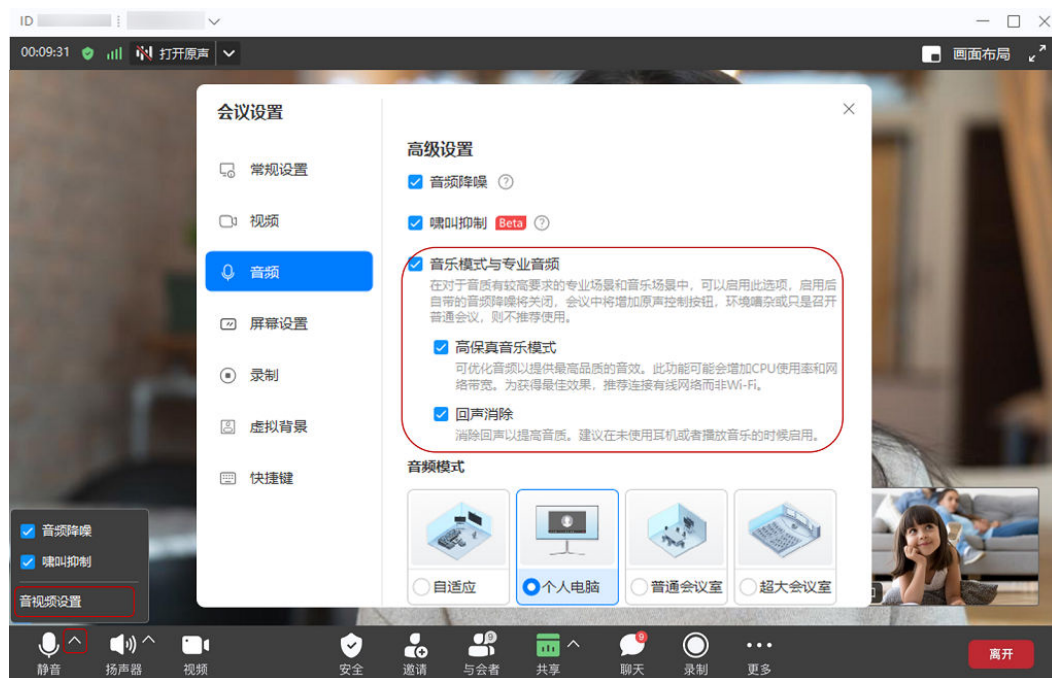 ID
00:09:31 打开原声 画面布局
会议设置
常规设置
视频
音频
屏幕设置
录制
虚拟背景
快捷键
高级设置
音频降噪
啸叫抑制 Beta
音乐模式与专业音频
在对于音质有较高要求的专业场景和音乐场景中，可以启用此选项，启用后
自带的音频降噪将关闭，会议中将增加原声控制按钮，环境嘈杂或只是召开
普通会议，则不推荐使用。
高保真音乐模式
可优化音频以提供最高品质的音效。此功能可能会增加CPU使用率和网
络带宽。为获得最佳效果，推荐连接有线网络而非Wi-Fi。
回声消除
消除回声以提高音质。建议在未使用耳机或者播放音乐的时候启用。
音频模式
自适应 个人电脑 普通会议室 超大会议室
音频降噪
啸叫抑制
音视频设置
9 9
静音 扬声器 视频 安全 邀请 与会者 共享 聊天 录制 更多 离开